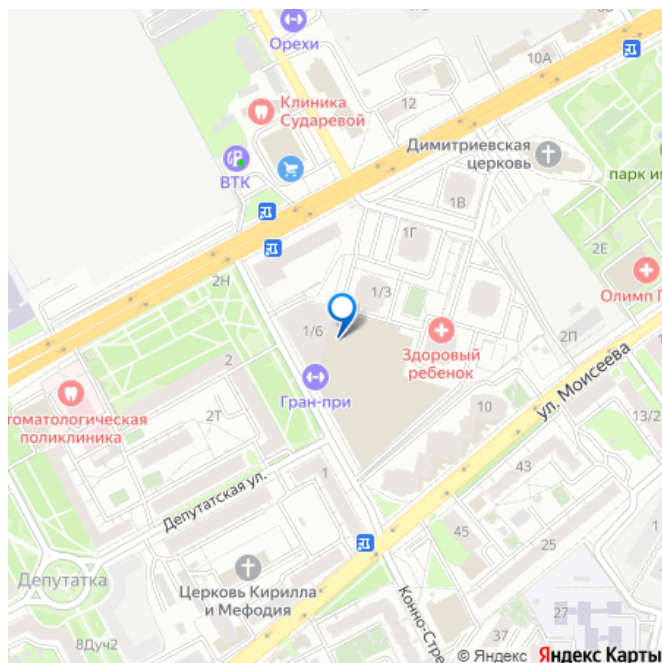 Орехи
10А
12
Клиника
Сударевой
Димитриевская
церковь
парк им
ВТК
1В
1Г
2Е
2Н
1/3
Олимп П
1/6
Здоровый
ребенок
2П
ул. Моисеева
2
Гран-при
томатологическая
поликлиника
2Т
10
13/2
43
Депутатская ул.
1
45
25
Депутатка
Церковь Кирилла
и Мефодия
Конно-Стре
27
37
8Дуч2
© Яндекс Яндекс Карты